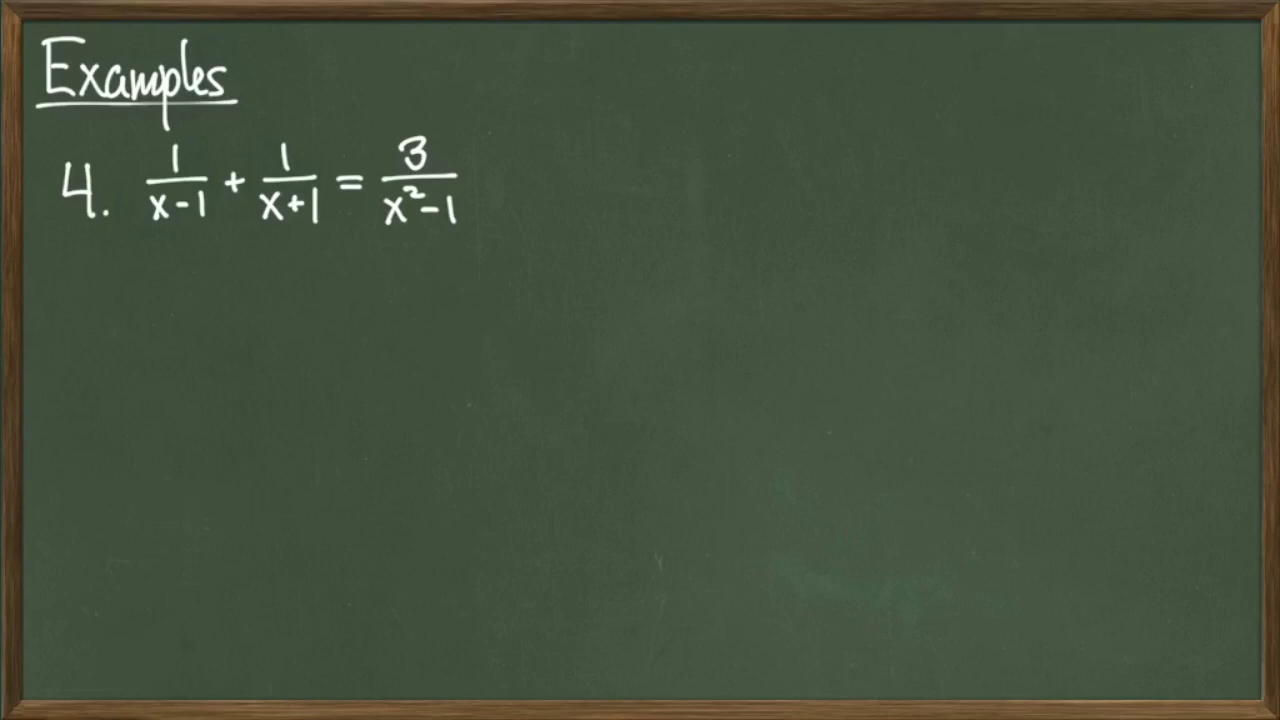 Examples
4. 1/(x-1) + 1/(x+1) = 3/(x²-1)